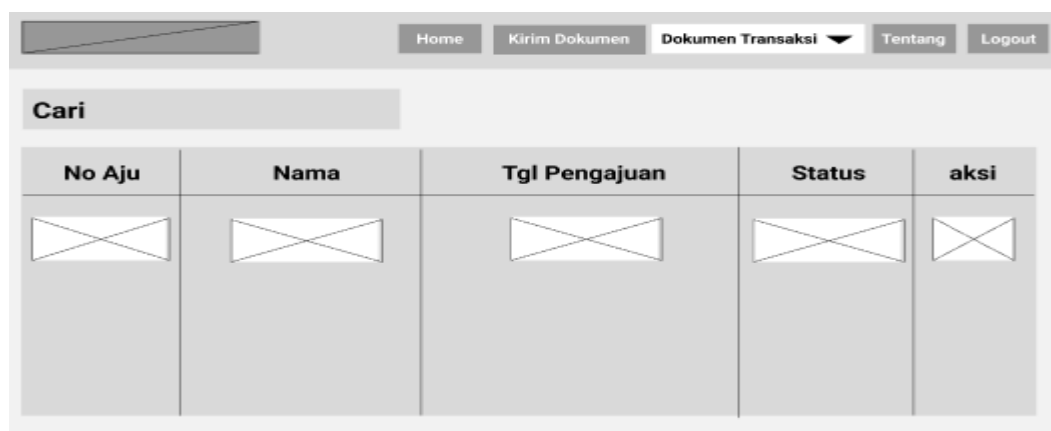 Home Kirim Dokumen Dokumen Transaksi Tentang Logout
Cari
No Aju Nama Tgl Pengajuan Status aksi